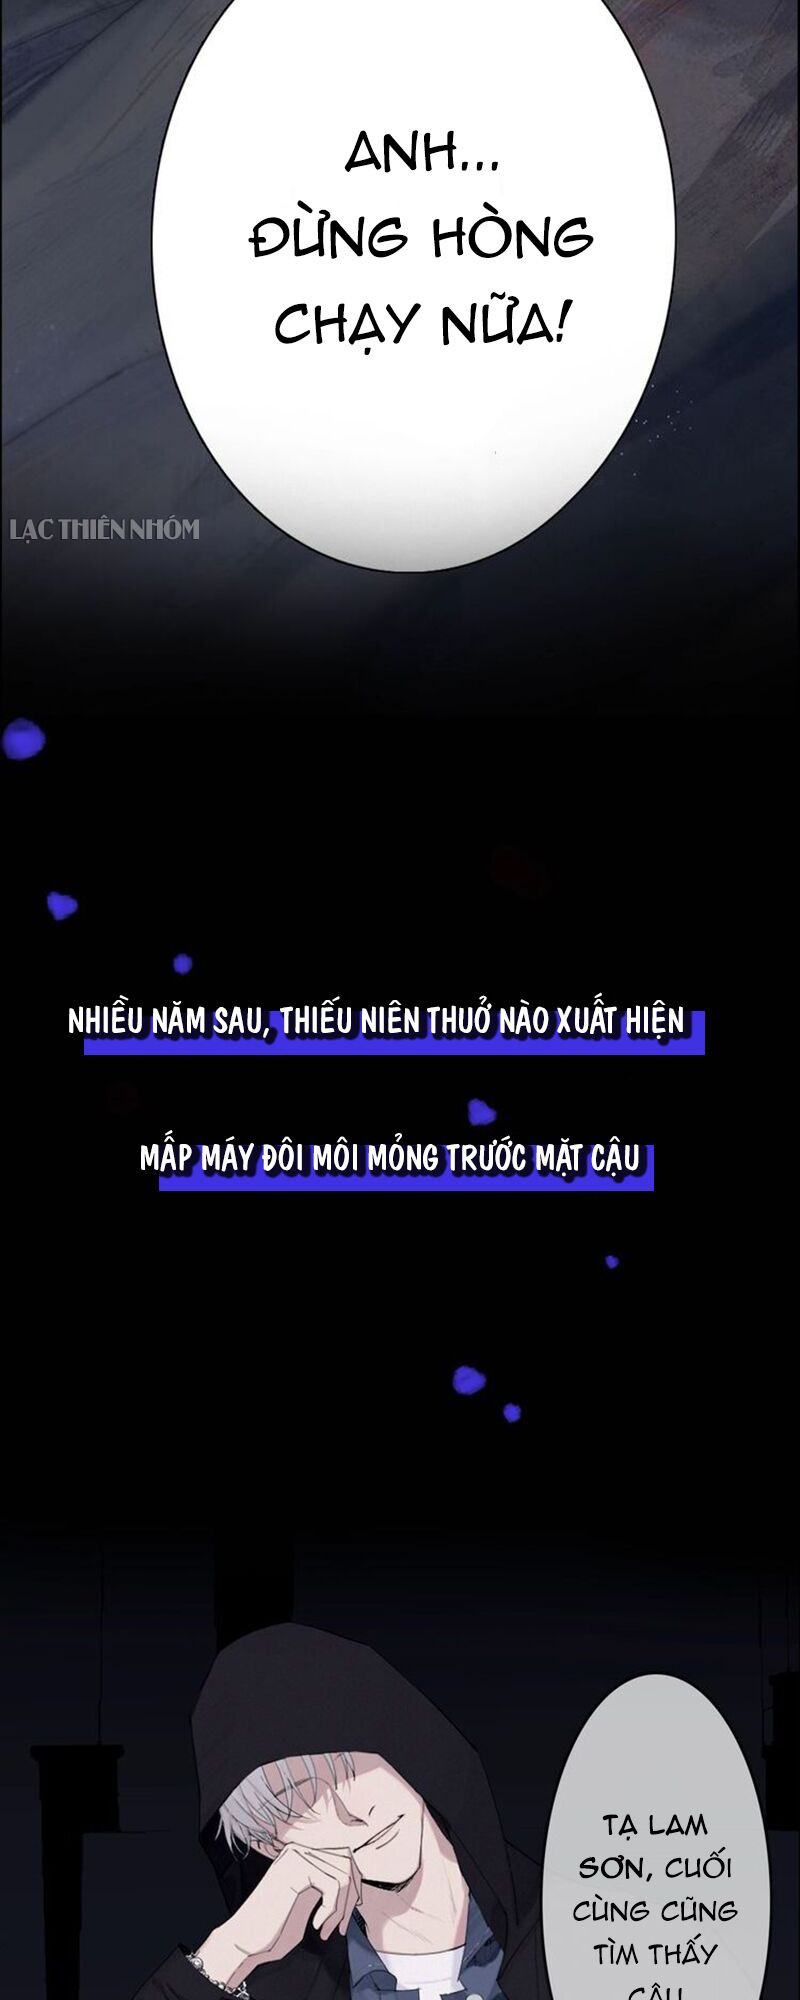 ANH...
ĐỪNG HÒNG
CHẠY NỮA!
LẠC THIÊN NHÓM
NHIỀU NĂM SAU, THIẾU NIÊN THUỞ NÀO XUẤT HIỆN
MẤP MÁY ĐÔI MÔI MỎNG TRƯỚC MẶT CẬU
TẠ LAM
SƠN, CUỐI
CÙNG CŨNG
TÌM THẤY
CẬU